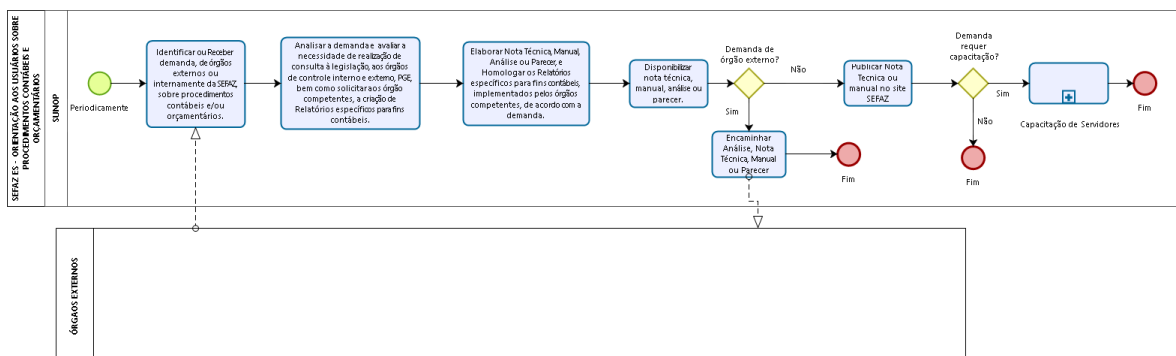 SEFAZ ES - ORIENTAÇÃO AOS USUÁRIOS SOBRE
PROCEDIMENTOS CONTÁBEIS E
ORÇAMENTÁRIOS
SUNOP
Periodicamente
Identificar ou Receber
demanda, de órgãos
externos ou
internamente da SEFAZ,
sobre procedimentos
contábeis e/ou
orçamentários.
Analisar a demanda e avaliar a
necessidade de realização de
consulta à legislação, aos órgãos
de controle interno e externo, PGE,
bem como solicitar aos órgão
competentes, a criação de
Relatórios específicos para fins
contábeis.
Elaborar Nota Técnica, Manual,
Análise ou Parecer, e
Homologar os Relatórios
específicos para fins contábeis,
implementados pelos órgãos
competentes, de acordo com a
demanda.
Disponibilizar
nota técnica,
manual, análise ou
parecer.
Demanda de
órgão externo?
Não
Sim
Encaminhar
Análise, Nota
Técnica, Manual
ou Parecer
Fim
Publicar Nota
Tecnica ou
manual no site
SEFAZ
Demanda
requer
capacitação?
Sim
Não
Fim
Capacitação de Servidores
Fim
ÓRGAOS EXTERNOS